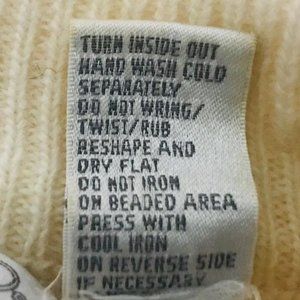 TURN INSIDE OUT
HAND WASH COLD
SEPARATELY
DO NOT WRING/
TWIST/RUB
RESHAPE AND
DRY FLAT
DO NOT IRON
ON BEADED AREA
PRESS WITH
COOL IRON
ON REVERSE SIDE
IF NECESSARY